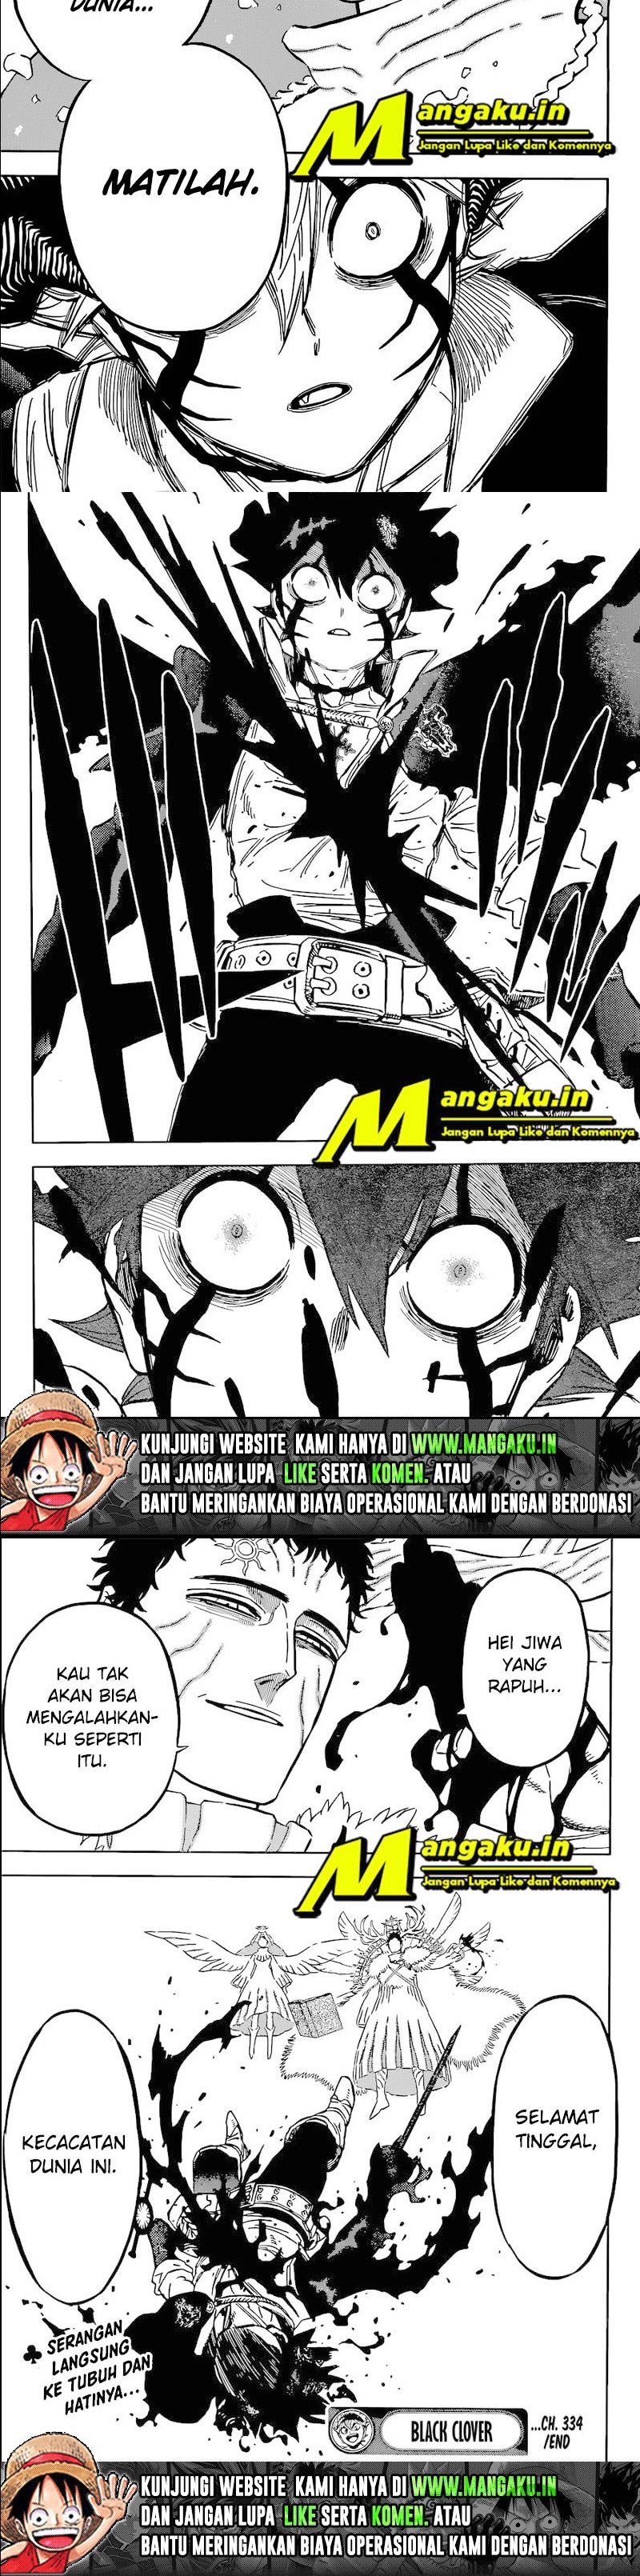 DUNIA...
MATILAH.
Mangaku.in
Jangan Lupa Like dan Komennya
Mangaku.in
Jangan Lupa Like dan Komennya
KUNJUNGI WEBSITE KAMI HANYA DI WWW.MANGAKU.IN
DAN JANGAN LUPA LIKE SERTA KOMEN. ATAU
BANTU MERINGANKAN BIAYA OPERASIONAL KAMI DENGAN BERDONASI
HEI JIWA
YANG
RAPUH...
KAU TAK
AKAN BISA
MENGALAHKAN-
KU SEPERTI
ITU.
Mangaku.in
Jangan Lupa Like dan Komennya
SELAMAT
TINGGAL,
KECACATAN
DUNIA INI.
♣ SERANGAN
LANGSUNG
KE TUBUH DAN
HATINYA...
BLACK CLOVER
...CH. 334
/END
KUNJUNGI WEBSITE KAMI HANYA DI WWW.MANGAKU.IN
DAN JANGAN LUPA LIKE SERTA KOMEN. ATAU
BANTU MERINGANKAN BIAYA OPERASIONAL KAMI DENGAN BERDONASI